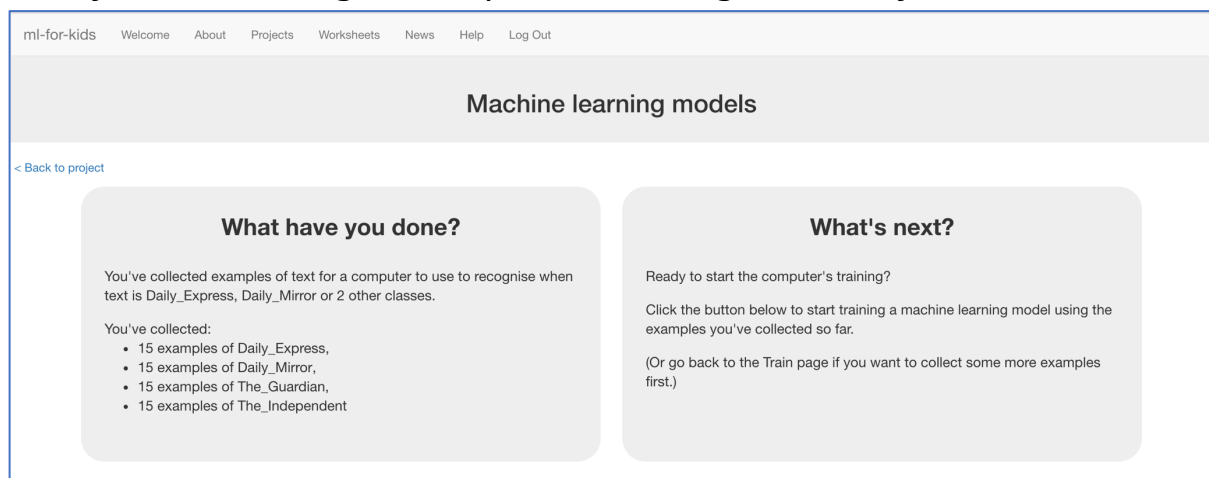 ml-for-kids Welcome About Projects Worksheets News Help Log Out
Machine learning models
< Back to project
What have you done?
You've collected examples of text for a computer to use to recognise when
text is Daily_Express, Daily_Mirror or 2 other classes.
You've collected:
• 15 examples of Daily_Express,
• 15 examples of Daily_Mirror,
• 15 examples of The_Guardian,
• 15 examples of The_Independent
What's next?
Ready to start the computer's training?
Click the button below to start training a machine learning model using the
examples you've collected so far.
(Or go back to the Train page if you want to collect some more examples
first.)